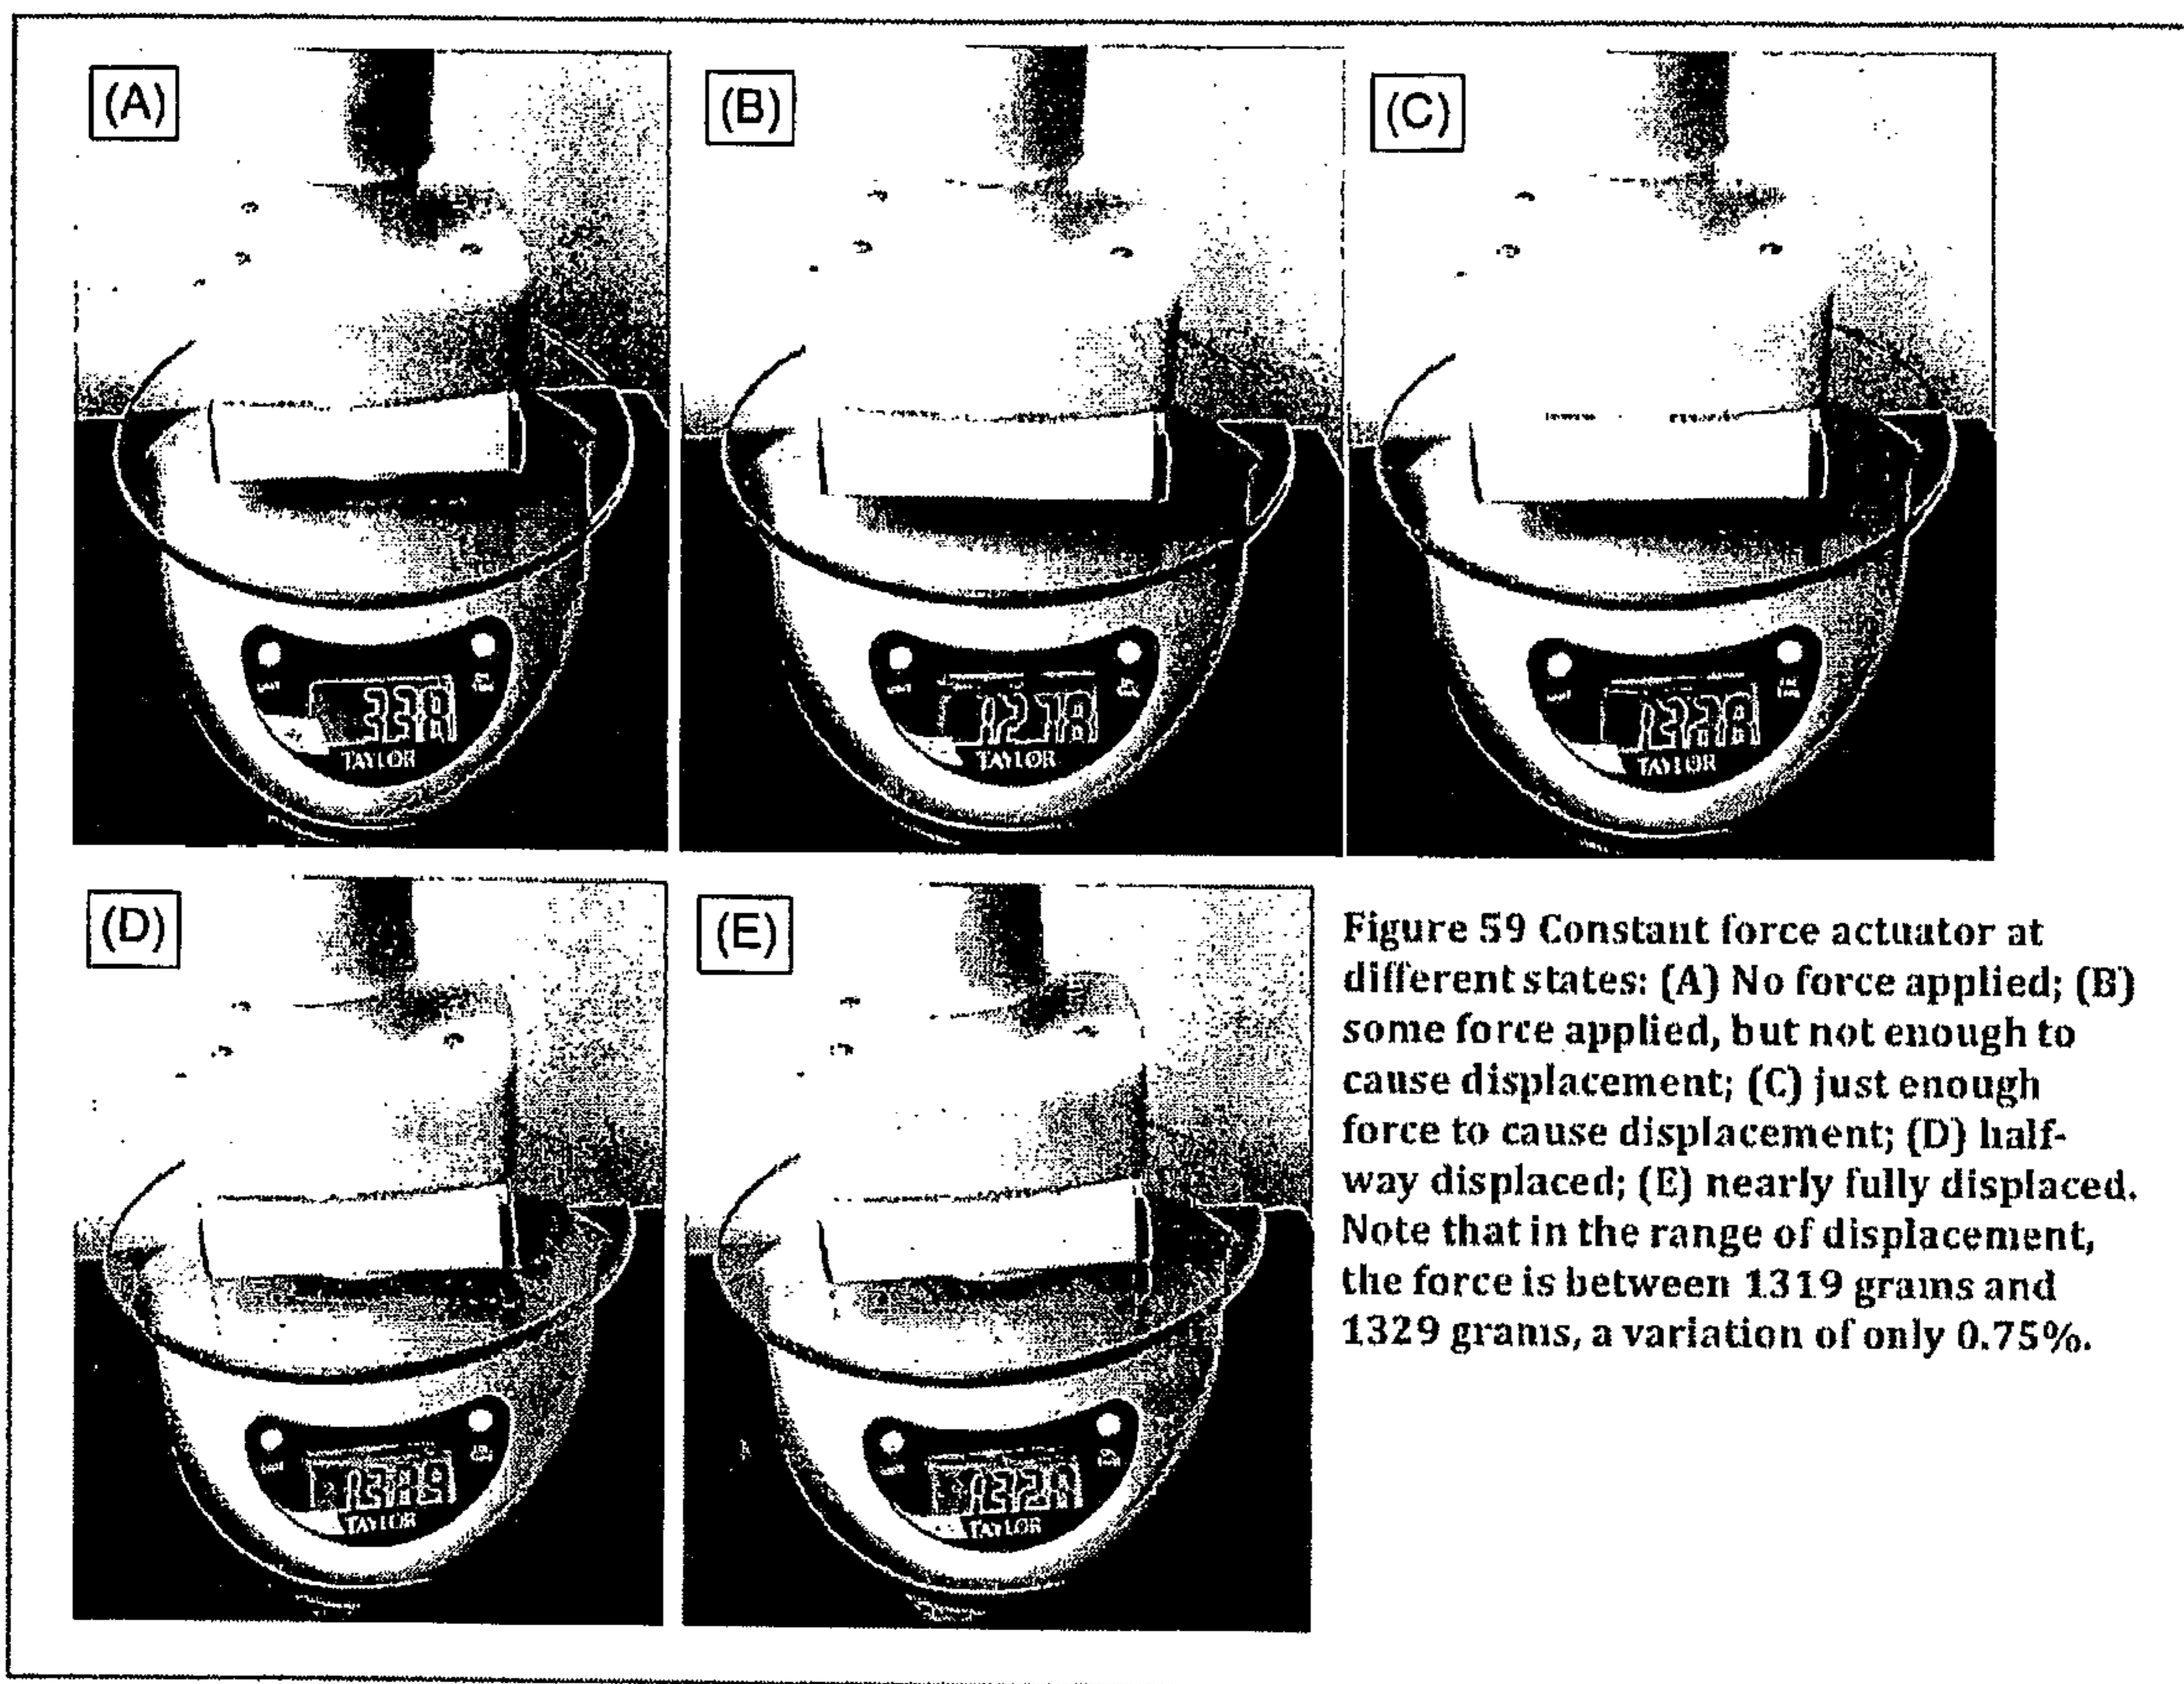 (A)
TAYLOR
(B)
TAYLOR
(C)
TAYLOR
(D)
TAYLOR
(E)
TAYLOR
Figure 59 Constant force actuator at
different states: (A) No force applied; (B)
some force applied, but not enough to
cause displacement; (C) just enough
force to cause displacement; (D) half-
way displaced; (E) nearly fully displaced.
Note that in the range of displacement,
the force is between 1319 grams and
1329 grams, a variation of only 0.75%.